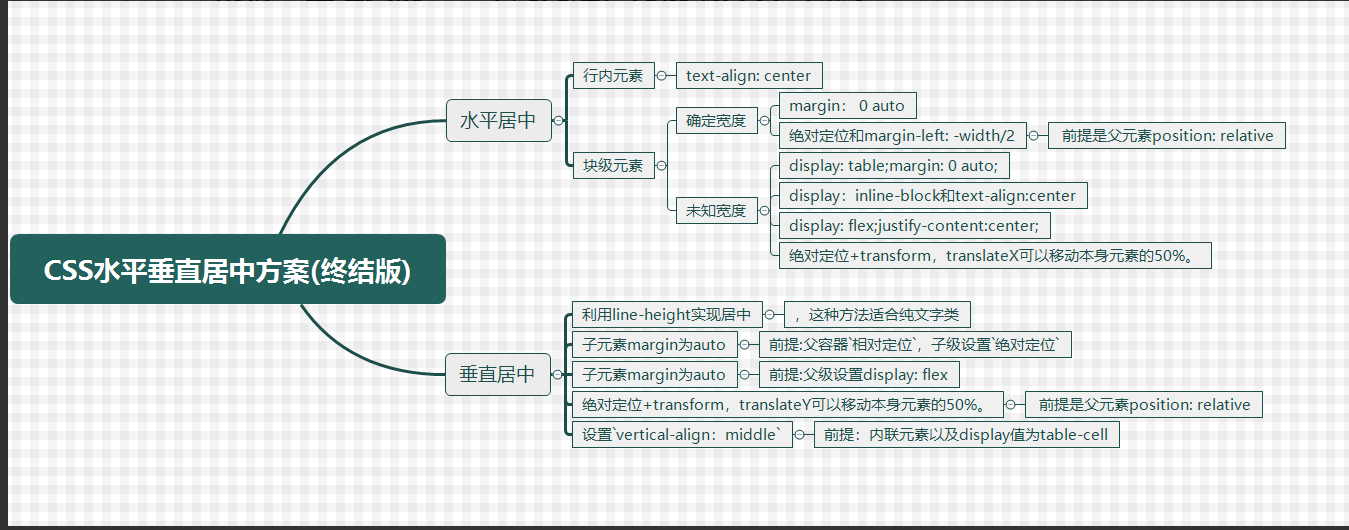 CSS水平垂直居中方案(终结版)
水平居中
行内元素
text-align: center
块级元素
确定宽度
margin： 0 auto
绝对定位和margin-left: -width/2
前提是父元素position: relative
未知宽度
display: table;margin: 0 auto;
display：inline-block和text-align:center
display: flex;justify-content:center;
绝对定位+transform，translateX可以移动本身元素的50%。
垂直居中
利用line-height实现居中
，这种方法适合纯文字类
子元素margin为auto
前提:父容器`相对定位`，子级设置`绝对定位`
子元素margin为auto
前提:父级设置display: flex
绝对定位+transform，translateY可以移动本身元素的50%。
前提是父元素position: relative
设置`vertical-align：middle`
前提：内联元素以及display值为table-cell